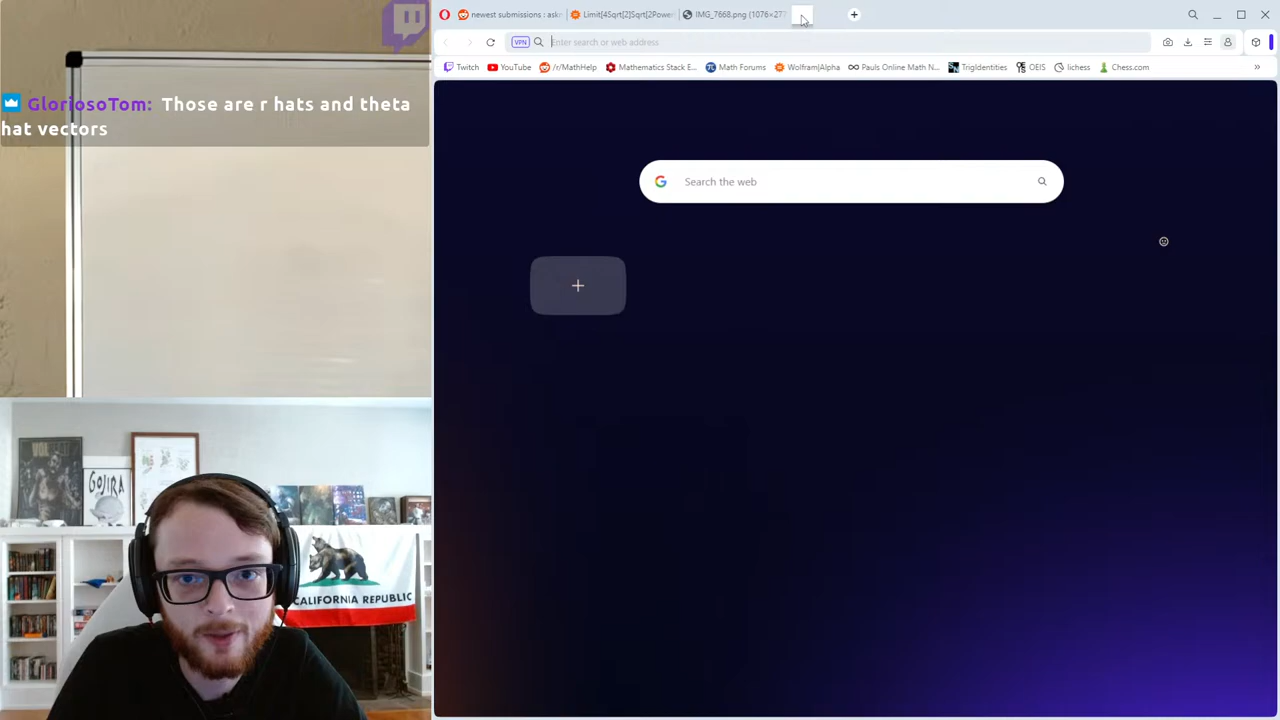 newest submissions : ask
Limit[4Sqrt[2]Sqrt[2Powe
IMG_7668.png (1076×27
VPN
Enter search or web address
Twitch
YouTube
/r/MathHelp
Mathematics Stack E...
Math Forums
Wolfram|Alpha
Pauls Online Math N...
TrigIdentities
OEIS
lichess
Chess.com
»
GloriosoTom: Those are r hats and theta
hat vectors
Search the web
GOJIRA
CALIFORNIA REPUBLIC